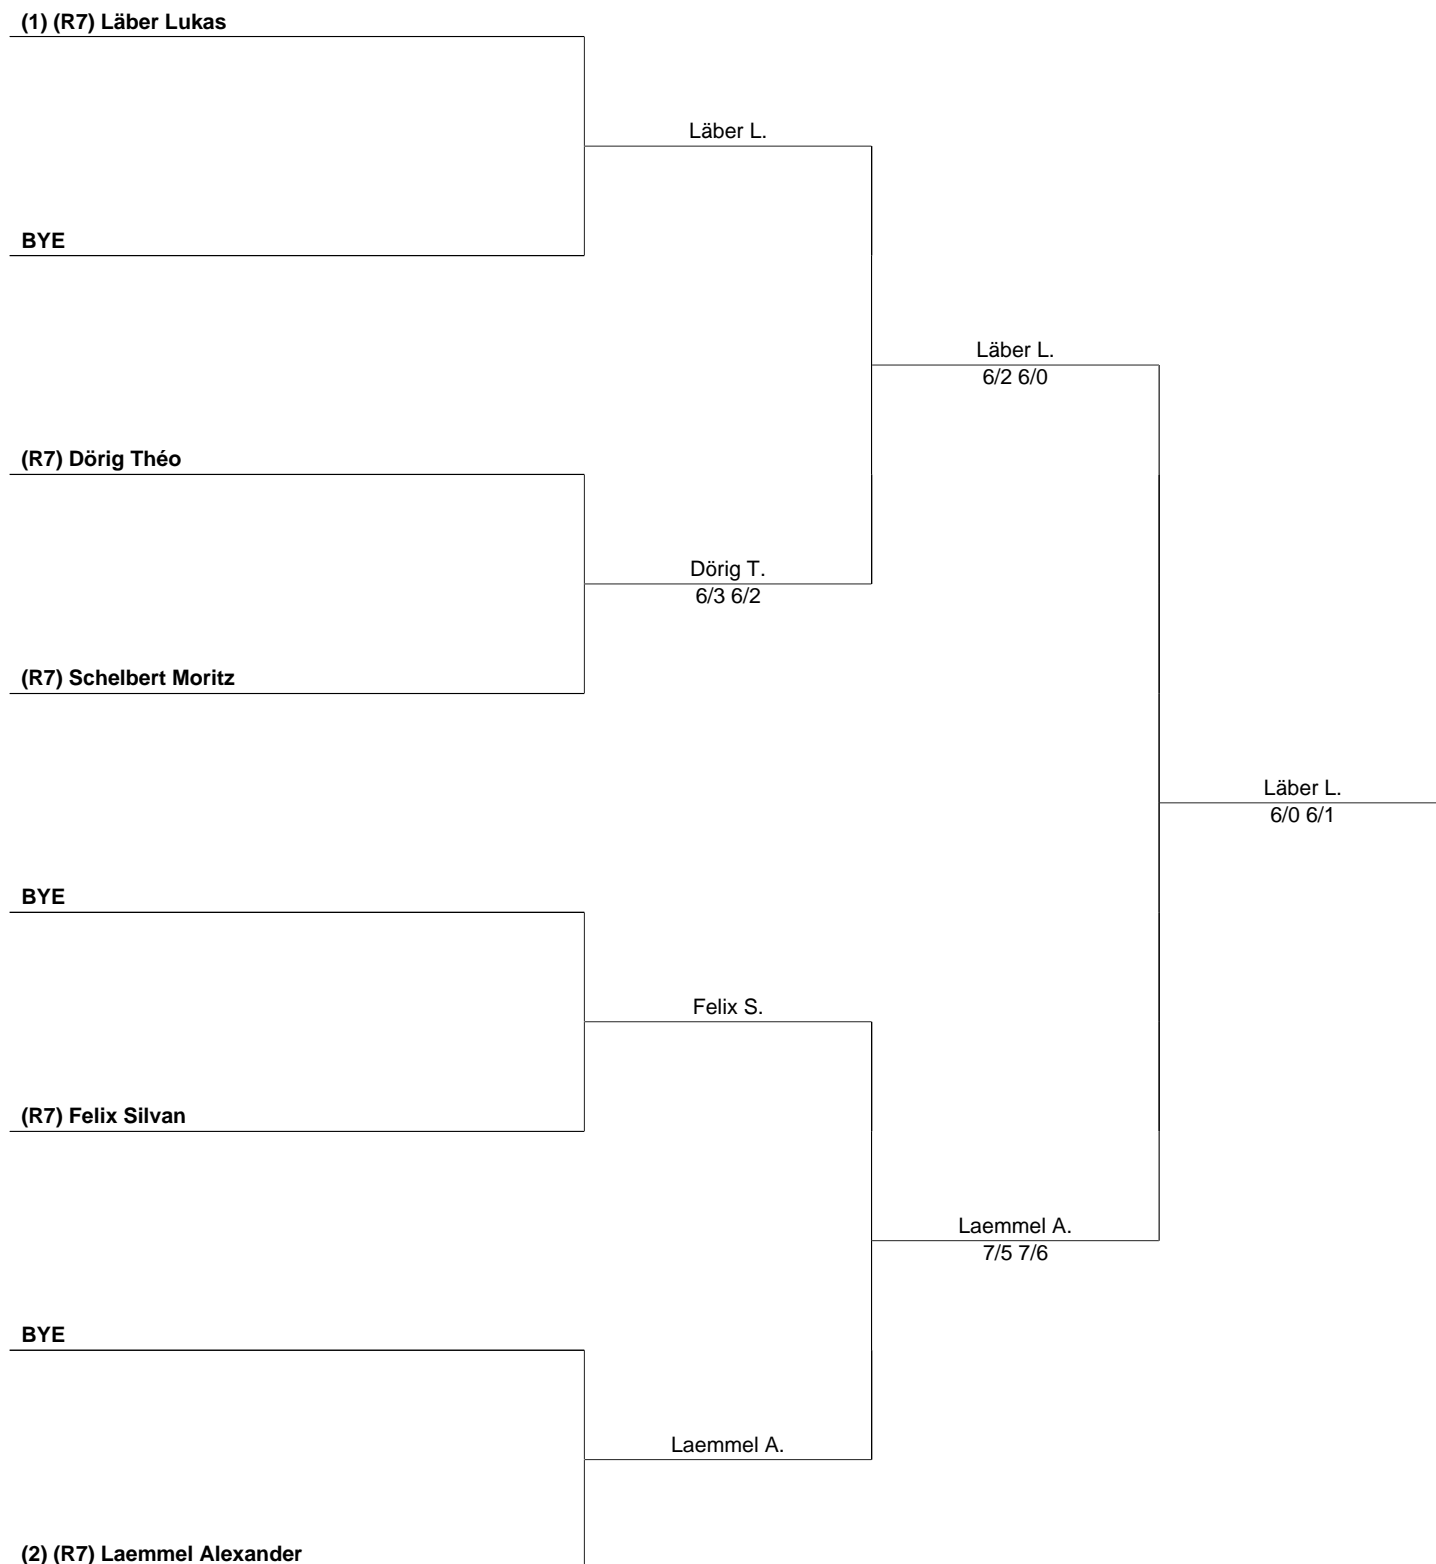 (1) (R7) Läber Lukas
Läber L.
BYE
Läber L.
6/2 6/0
(R7) Dörig Théo
Dörig T.
6/3 6/2
(R7) Schelbert Moritz
Läber L.
6/0 6/1
BYE
Felix S.
(R7) Felix Silvan
Laemmel A.
7/5 7/6
BYE
Laemmel A.
(2) (R7) Laemmel Alexander